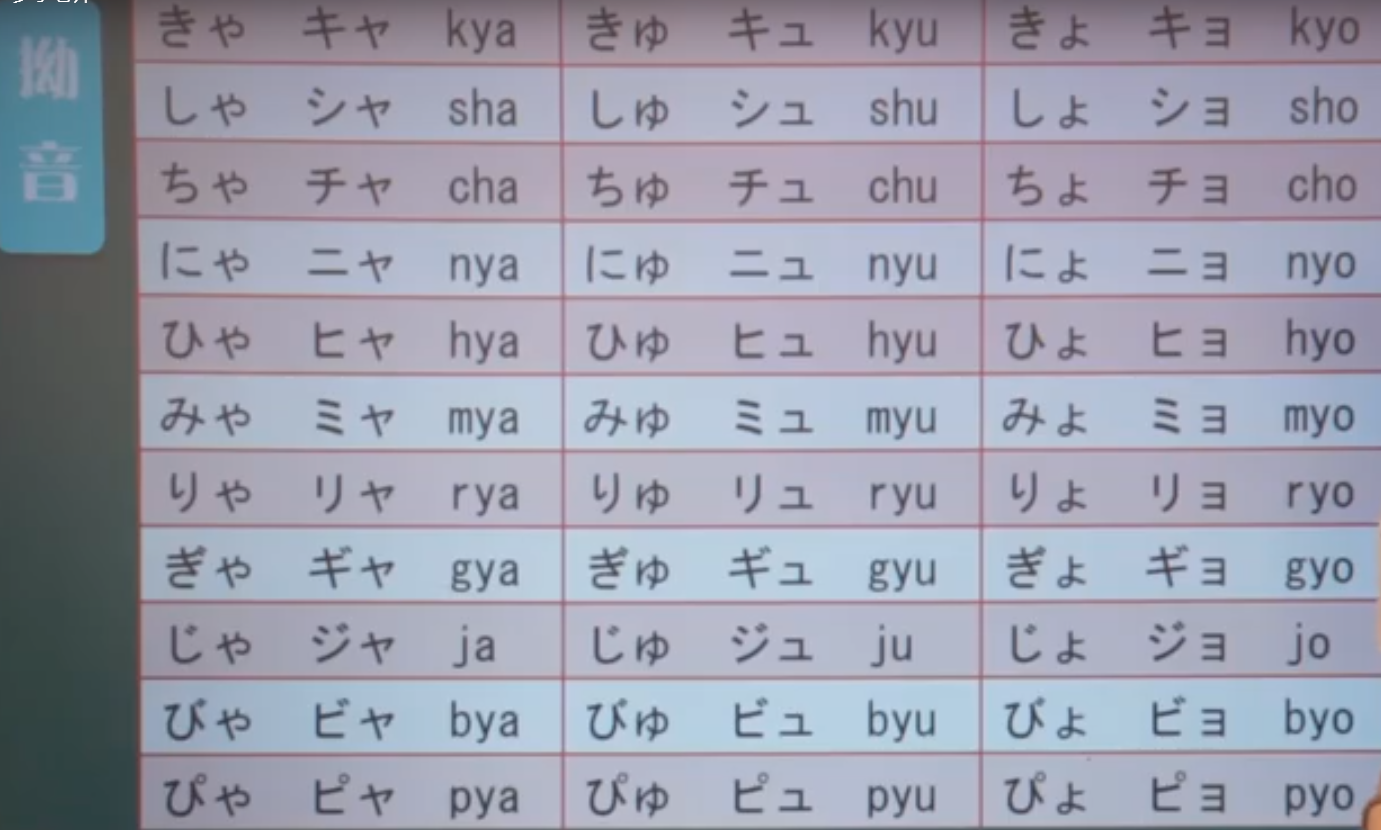 拗音
きゃ キャ kya きゅ キュ kyu きょ キョ kyo
しゃ シャ sha しゅ シュ shu しょ ショ sho
ちゃ チャ cha ちゅ チュ chu ちょ チョ cho
にゃ ニャ nya にゅ ニュ nyu にょ ニョ nyo
ひゃ ヒャ hya ひゅ ヒュ hyu ひょ ヒョ hyo
みゃ ミャ mya みゅ ミュ myu みょ ミョ myo
りゃ リャ rya りゅ リュ ryu りょ リョ ryo
ぎゃ ギャ gya ぎゅ ギュ gyu ぎょ ギョ gyo
じゃ ジャ ja じゅ ジュ ju じょ ジョ jo
びゃ ビャ bya びゅ ビュ byu びょ ビョ byo
ぴゃ ピャ pya ぴゅ ピュ pyu ぴょ ピョ pyo